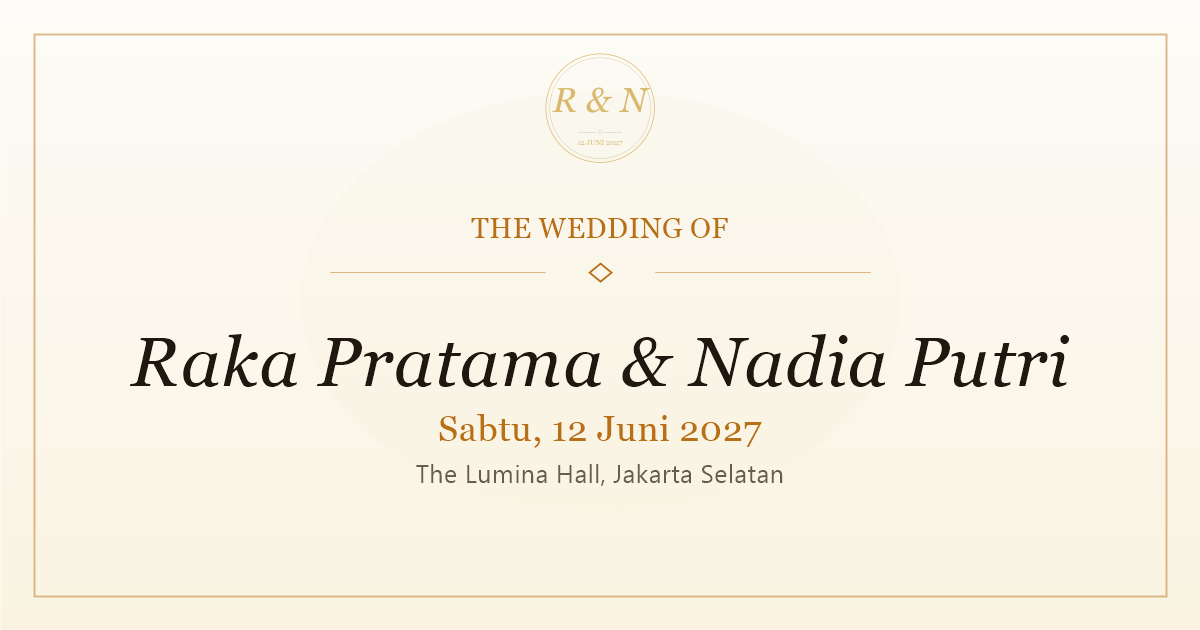 R & N
12 JUNI 2027
THE WEDDING OF
Raka Pratama & Nadia Putri
Sabtu, 12 Juni 2027
The Lumina Hall, Jakarta Selatan